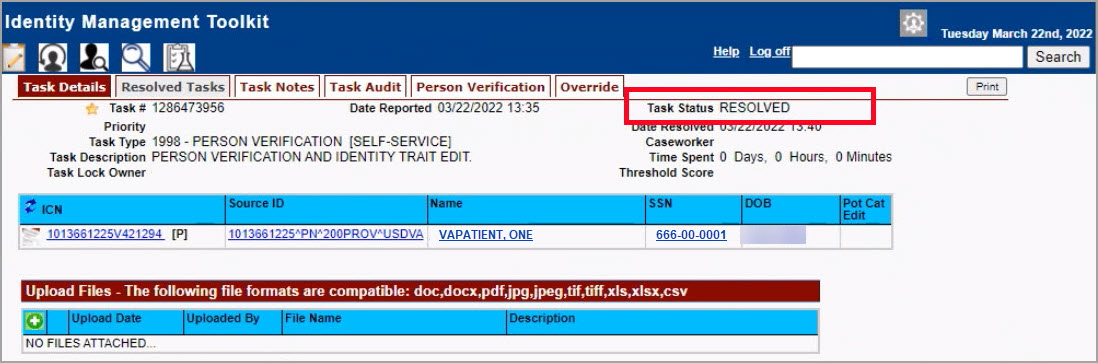 Identity Management Toolkit
Tuesday March 22nd, 2022
Help Log off Search
Task Details Resolved Tasks Task Notes Task Audit Person Verification Override Print
Task # 1286473956 Date Reported 03/22/2022 13:35 Task Status RESOLVED
Priority Date Resolved 03/22/2022 13:40
Task Type 1998 - PERSON VERIFICATION [SELF-SERVICE] Caseworker
Task Description PERSON VERIFICATION AND IDENTITY TRAIT EDIT. Time Spent 0 Days, 0 Hours, 0 Minutes
Task Lock Owner Threshold Score
ICN Source ID Name SSN DOB Pot Cat
Edit
1013661225V421294 [P] 1013661225^PN^200PROV^USDVA VAPATIENT, ONE 666-00-0001
Upload Files - The following file formats are compatible: doc,docx,pdf,jpg,jpeg,tif,tiff,xls,xlsx,csv
Upload Date Uploaded By File Name Description
NO FILES ATTACHED...